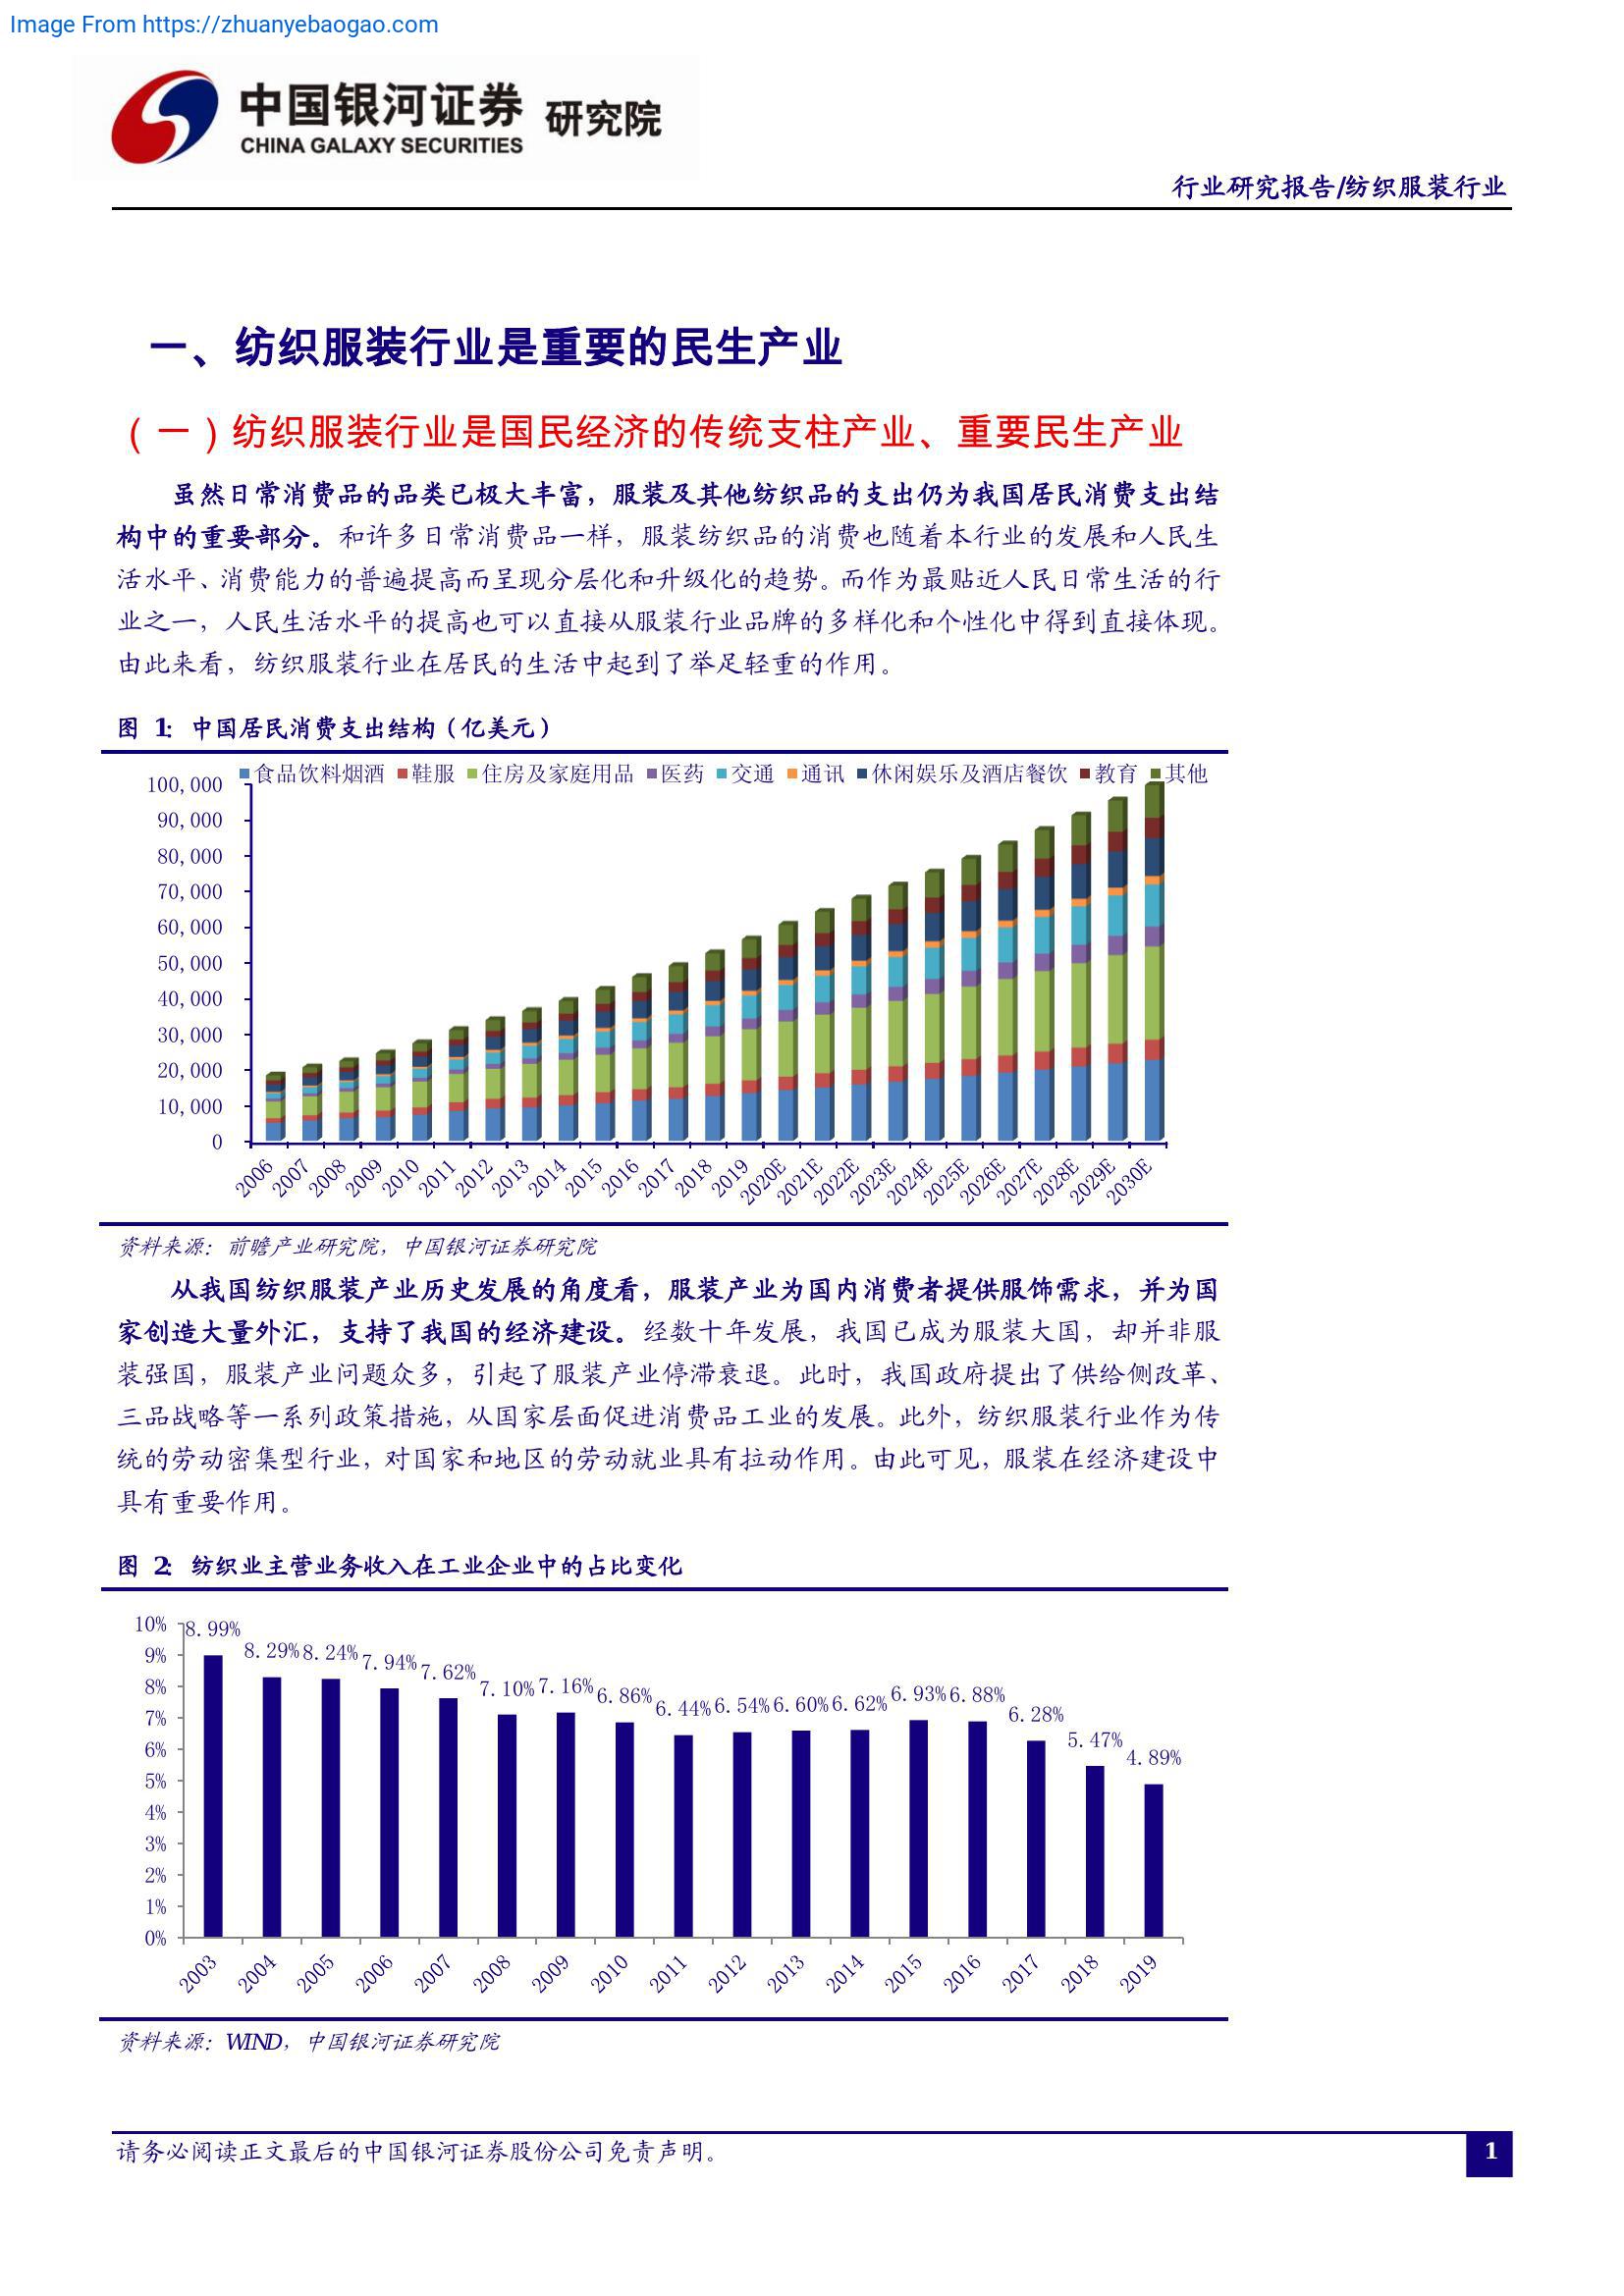 Image From https://zhuanyebaogao.com
中国银河证券 研究院
CHINA GALAXY SECURITIES
行业研究报告/纺织服装行业
一、纺织服装行业是重要的民生产业
(一)纺织服装行业是国民经济的传统支柱产业、重要民生产业
虽然日常消费品的品类已极大丰富，服装及其他纺织品的支出仍为我国居民消费支出结
构中的重要部分。和许多日常消费品一样，服装纺织品的消费也随着本行业的发展和人民生
活水平、消费能力的普遍提高而呈现分层化和升级化的趋势。而作为最贴近人民日常生活的行
业之一，人民生活水平的提高也可以直接从服装行业品牌的多样化和个性化中得到直接体现。
由此来看，纺织服装行业在居民的生活中起到了举足轻重的作用。
图 1: 中国居民消费支出结构（亿美元）
食品饮料烟酒 鞋服 住房及家庭用品 医药 交通 通讯 休闲娱乐及酒店餐饮 教育 其他
100,000
90,000
80,000
70,000
60,000
50,000
40,000
30,000
20,000
10,000
0
2006 2007 2008 2009 2010 2011 2012 2013 2014 2015 2016 2017 2018 2019 2020E 2021E 2022E 2023E 2024E 2025E 2026E 2027E 2028E 2029E 2030E
资料来源：前瞻产业研究院，中国银河证券研究院
从我国纺织服装产业历史发展的角度看，服装产业为国内消费者提供服饰需求，并为国
家创造大量外汇，支持了我国的经济建设。经数十年发展，我国已成为服装大国，却并非服
装强国，服装产业问题众多，引起了服装产业停滞衰退。此时，我国政府提出了供给侧改革、
三品战略等一系列政策措施，从国家层面促进消费品工业的发展。此外，纺织服装行业作为传
统的劳动密集型行业，对国家和地区的劳动就业具有拉动作用。由此可见，服装在经济建设中
具有重要作用。
图 2: 纺织业主营业务收入在工业企业中的占比变化
10%
9%
8%
7%
6%
5%
4%
3%
2%
1%
0%
8.99% 8.29% 8.24% 7.94% 7.62% 7.10% 7.16% 6.86% 6.44% 6.54% 6.60% 6.62% 6.93% 6.88% 6.28% 5.47% 4.89%
2003 2004 2005 2006 2007 2008 2009 2010 2011 2012 2013 2014 2015 2016 2017 2018 2019
资料来源：WIND，中国银河证券研究院
请务必阅读正文最后的中国银河证券股份公司免责声明。
1